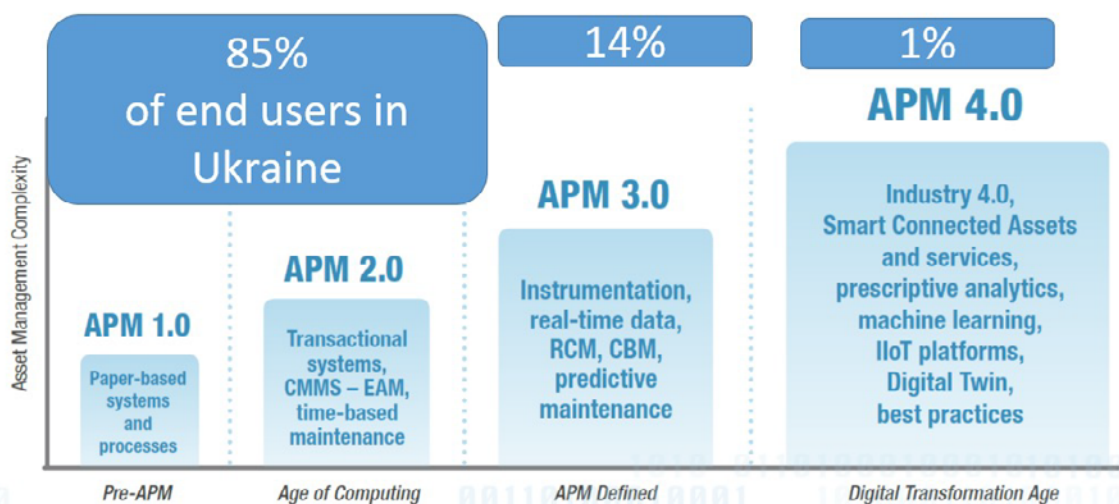 85%
of end users in
Ukraine
14%
1%
APM 4.0
APM 3.0
APM 2.0
APM 1.0
Asset Management Complexity
Paper-based
systems
and
processes
Transactional
systems,
CMMS – EAM,
time-based
maintenance
Instrumentation,
real-time data,
RCM, CBM,
predictive
maintenance
Industry 4.0,
Smart Connected Assets
and services,
prescriptive analytics,
machine learning,
IIoT platforms,
Digital Twin,
best practices
Pre-APM
Age of Computing
APM Defined
Digital Transformation Age